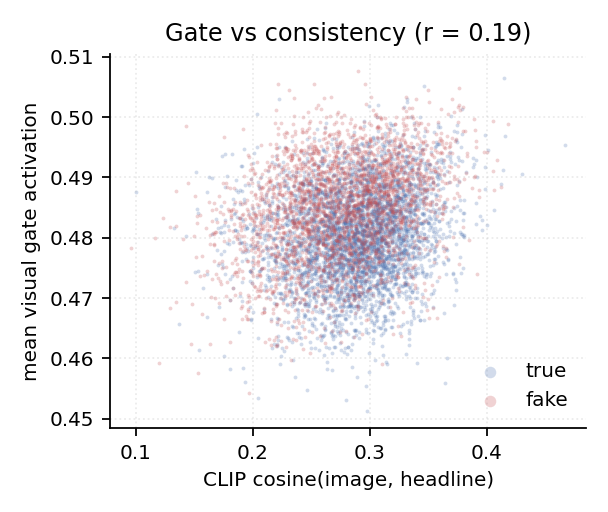 Gate vs consistency (r = 0.19)
mean visual gate activation
0.51
0.50
0.49
0.48
0.47
0.46
0.45
true
fake
0.1 0.2 0.3 0.4
CLIP cosine(image, headline)